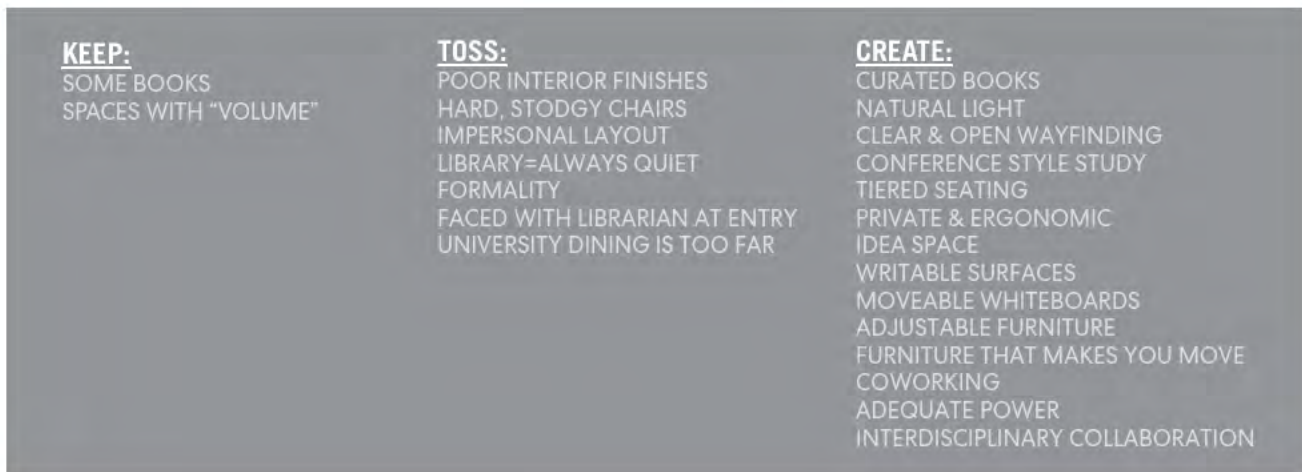 KEEP:
SOME BOOKS
SPACES WITH “VOLUME”
TOSS:
POOR INTERIOR FINISHES
HARD, STODGY CHAIRS
IMPERSONAL LAYOUT
LIBRARY=ALWAYS QUIET
FORMALITY
FACED WITH LIBRARIAN AT ENTRY
UNIVERSITY DINING IS TOO FAR
CREATE:
CURATED BOOKS
NATURAL LIGHT
CLEAR & OPEN WAYFINDING
CONFERENCE STYLE STUDY
TIERED SEATING
PRIVATE & ERGONOMIC
IDEA SPACE
WRITABLE SURFACES
MOVEABLE WHITEBOARDS
ADJUSTABLE FURNITURE
FURNITURE THAT MAKES YOU MOVE
COWORKING
ADEQUATE POWER
INTERDISCIPLINARY COLLABORATION